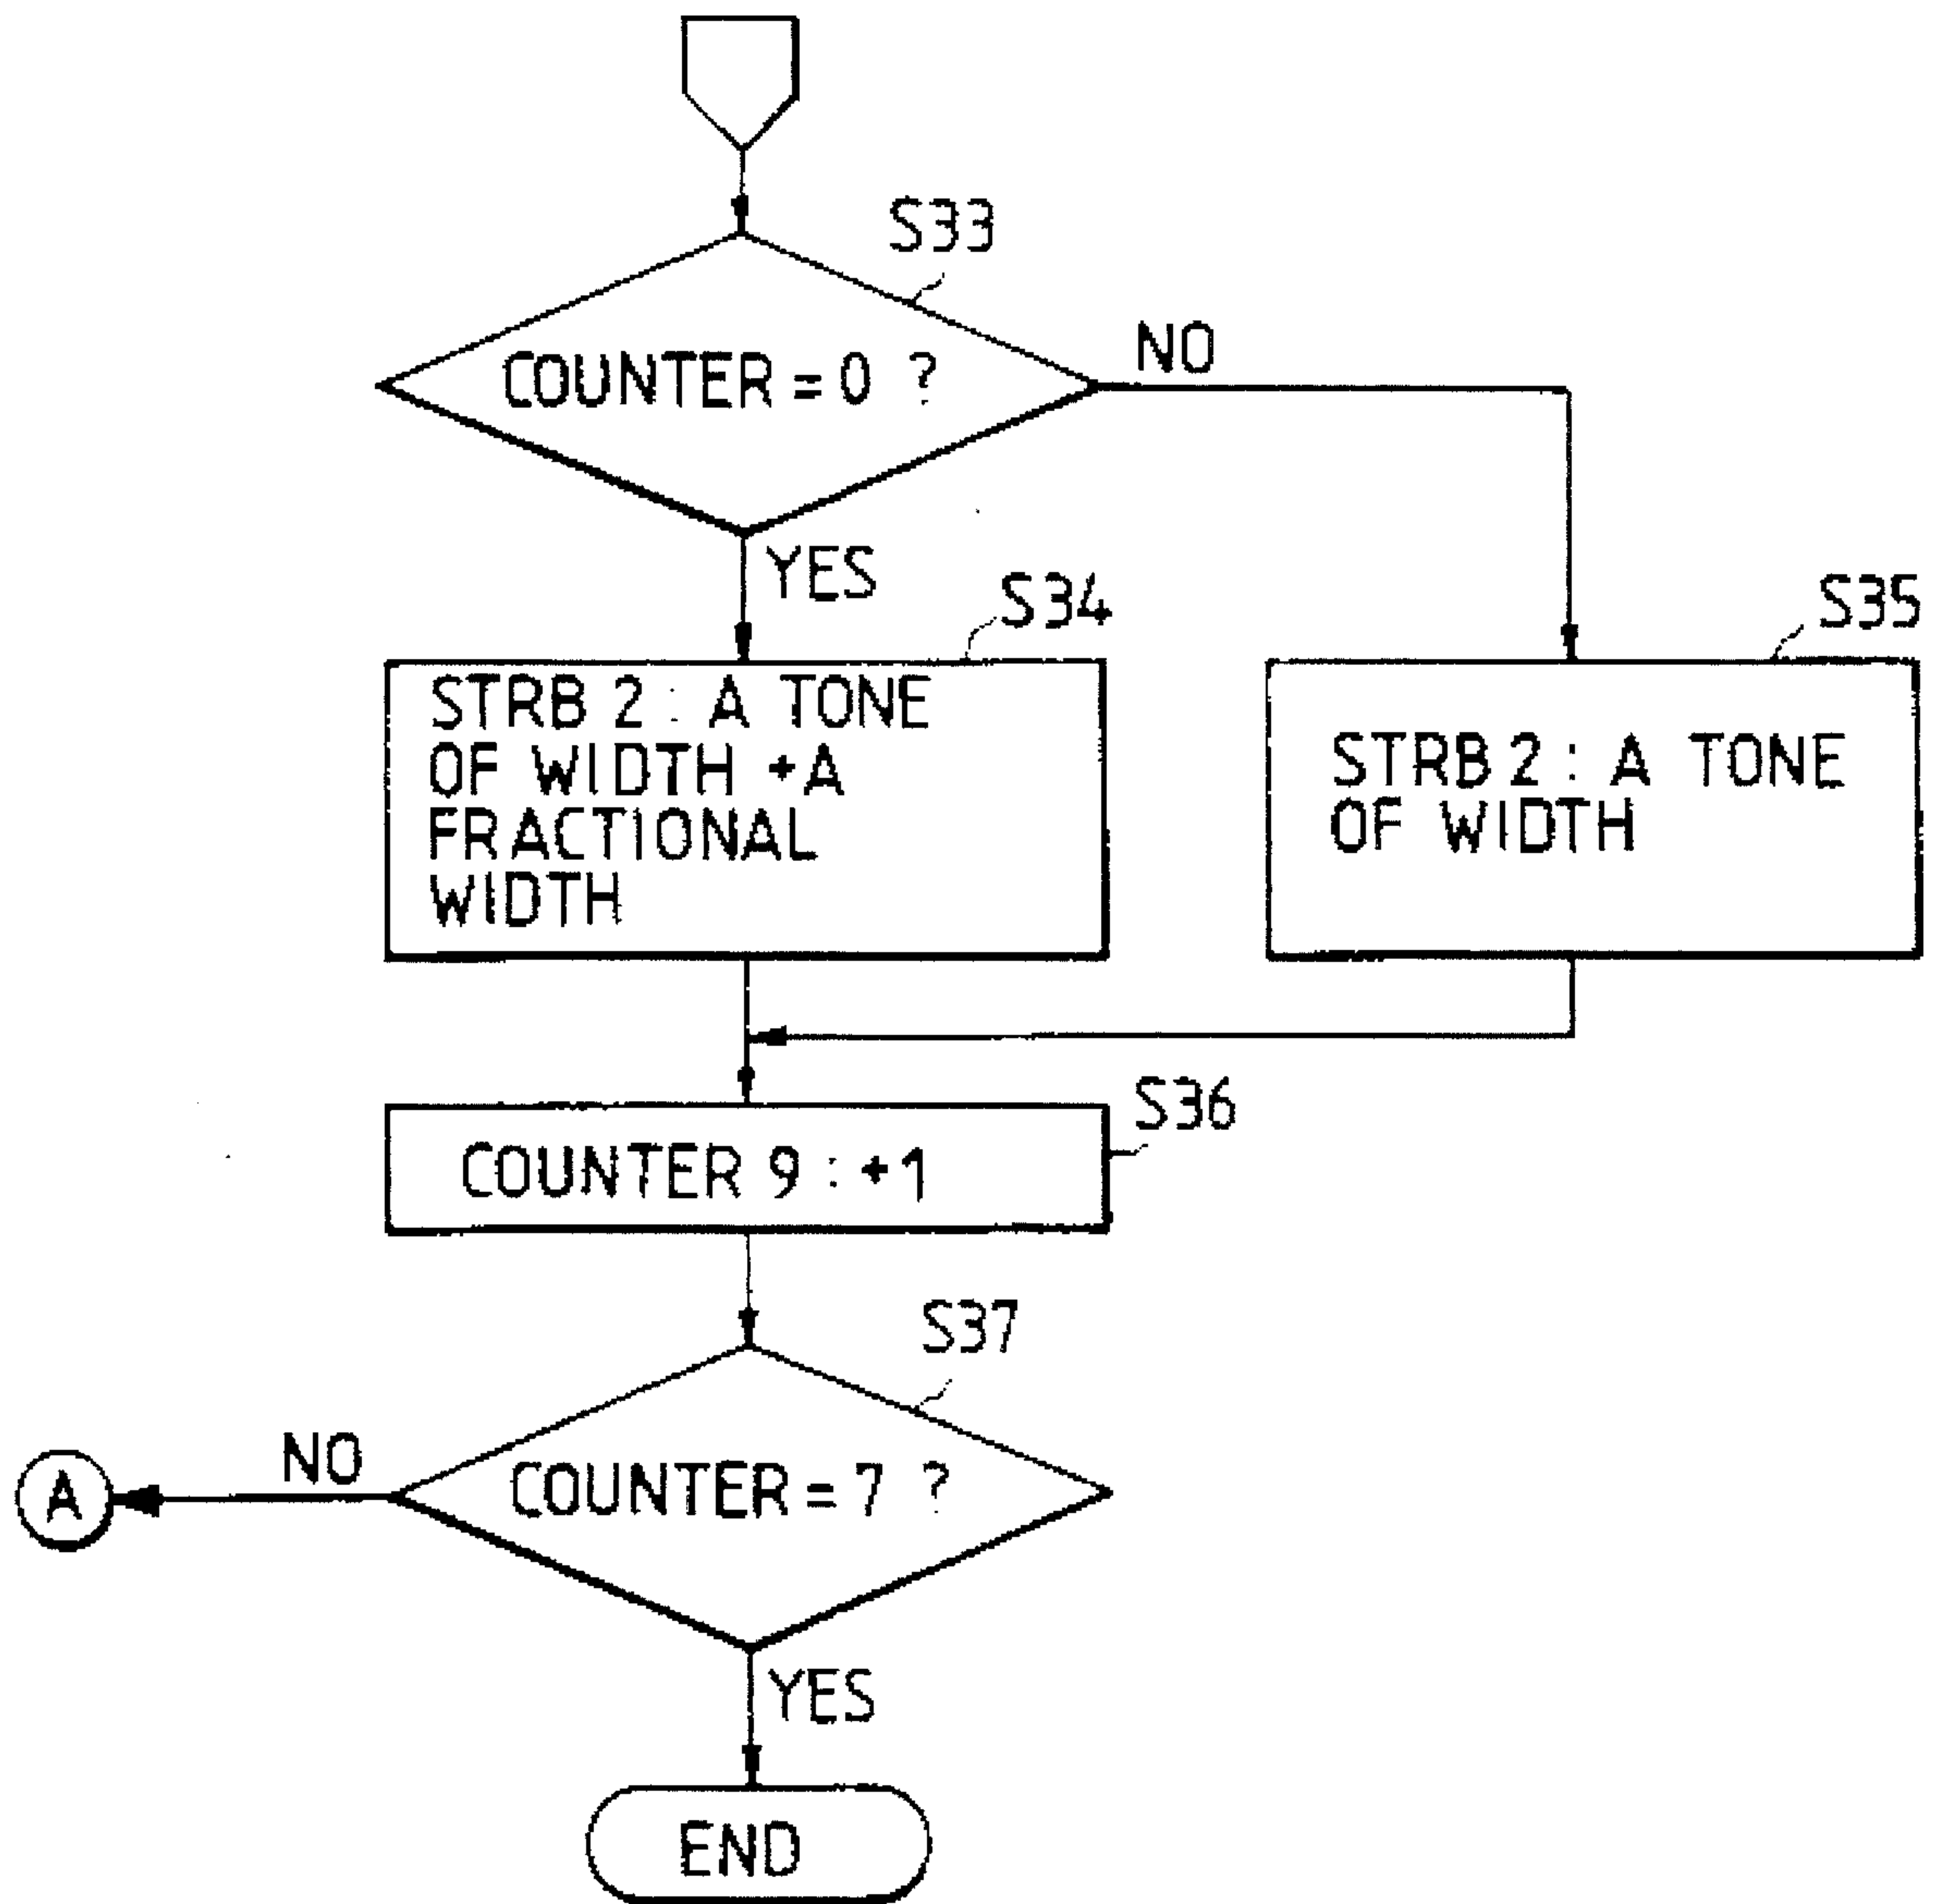 S33
COUNTER = 0 ?
NO
YES
S34
S35
STRB 2 : A TONE
OF WIDTH +A
FRACTIONAL
WIDTH
STRB 2 : A TONE
OF WIDTH
S36
COUNTER 9 : +1
S37
COUNTER = 7 ?
NO
A
YES
END